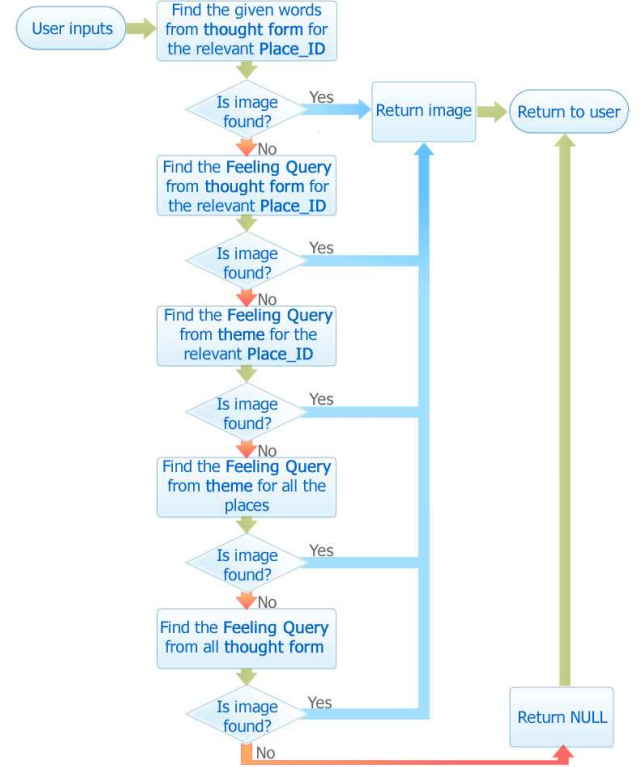 User inputs
Find the given words
from thought form for
the relevant Place_ID
Is image
found?
Yes
Return image
Return to user
No
Find the Feeling Query
from thought form for
the relevant Place_ID
Is image
found?
Yes
No
Find the Feeling Query
from theme for the
relevant Place_ID
Is image
found?
Yes
No
Find the Feeling Query
from theme for all the
places
Is image
found?
Yes
No
Find the Feeling Query
from all thought form
Is image
found?
Yes
Return NULL
No